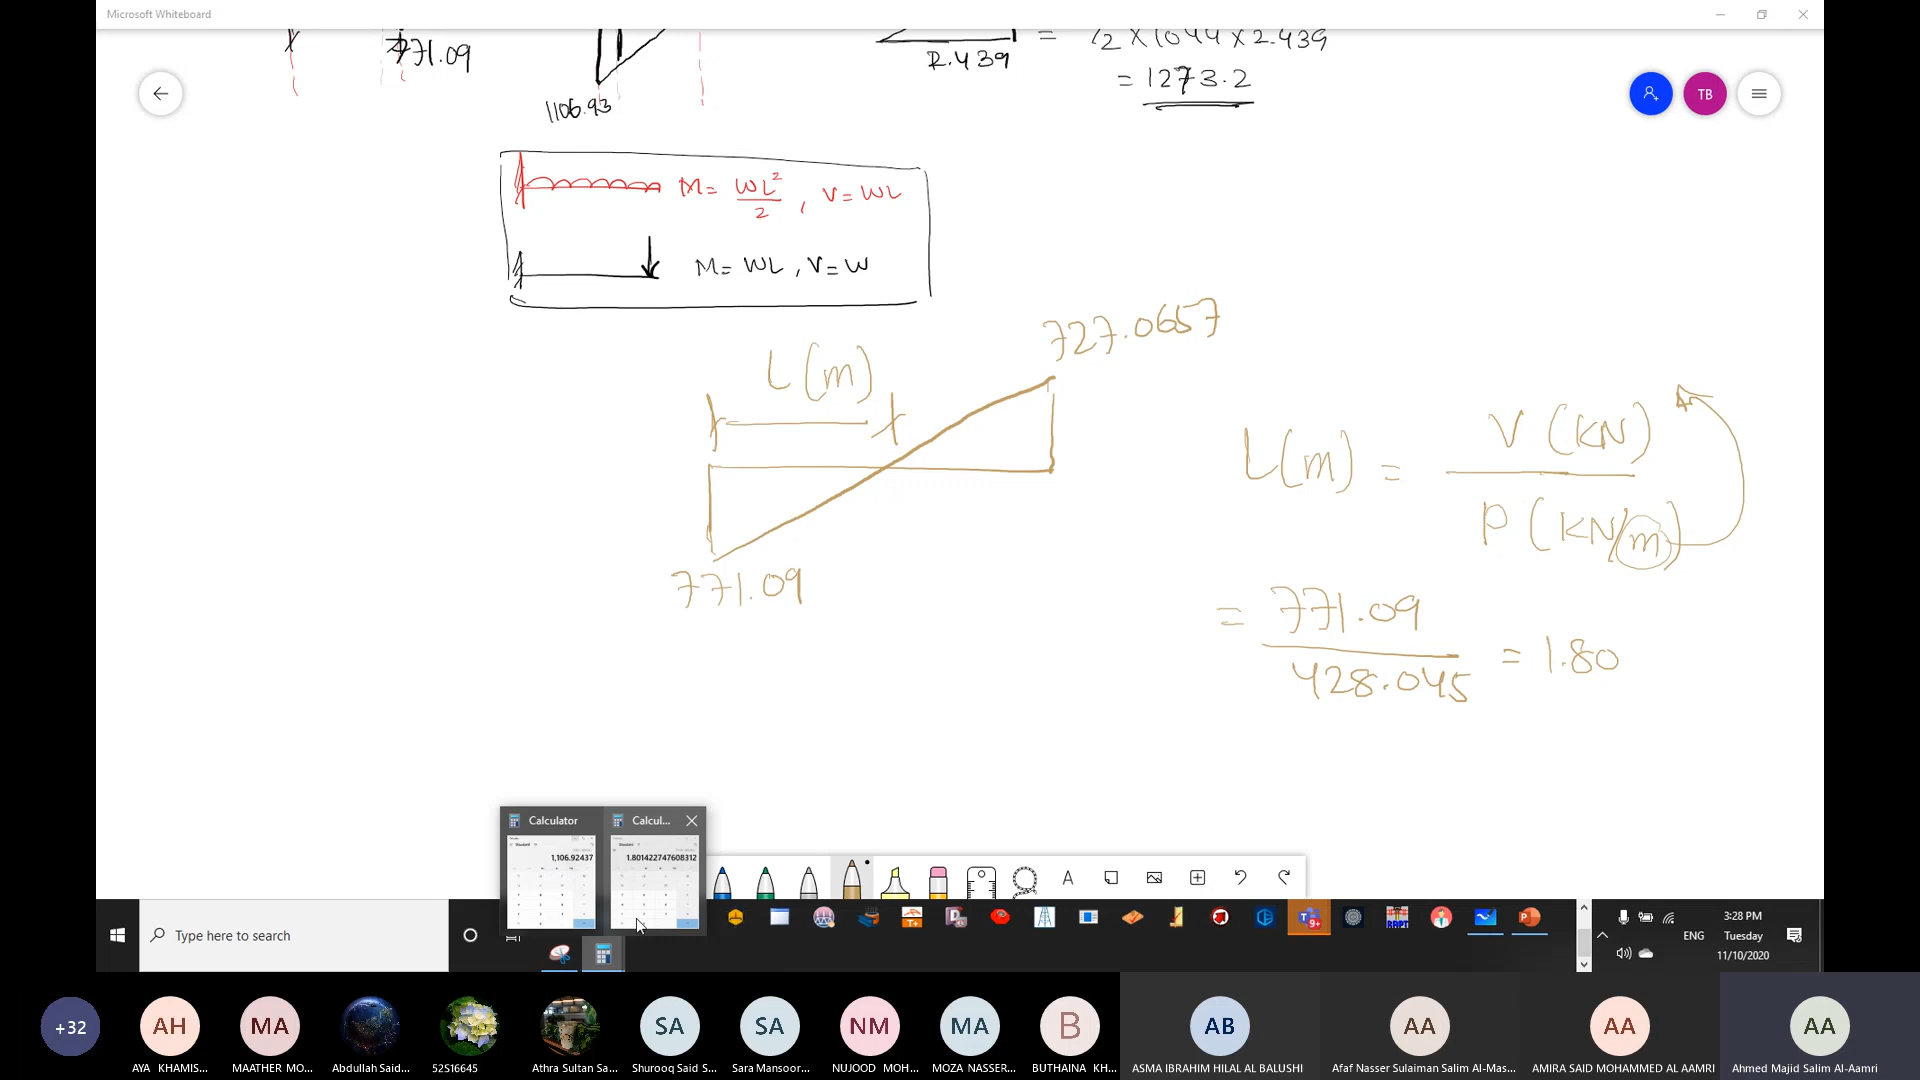 Microsoft Whiteboard
771.09
1106.93
2.439
= 1/2 × 1044 × 2.439
= 1273.2
TB
M = WL²/2 , V = WL
M = WL , V = W
L (m)
727.0657
771.09
L(m) = V (KN) / P (KN/m)
= 771.09 / 428.045 = 1.80
Calculator
Calcul...
1,106.92437
1.801422747608312
A
Type here to search
ENG
3:28 PM
Tuesday
11/10/2020
+32
AH
MA
SA
SA
NM
MA
B
AB
AA
AA
AA
AYA KHAMIS...
MAATHER MO...
Abdullah Said...
52S16645
Athra Sultan Sa...
Shurooq Said S...
Sara Mansoor...
NUJOOD MOH...
MOZA NASSER...
BUTHAINA KH...
ASMA IBRAHIM HILAL AL BALUSHI
Afaf Nasser Sulaiman Salim Al-Mas...
AMIRA SAID MOHAMMED AL AAMRI
Ahmed Majid Salim Al-Aamri